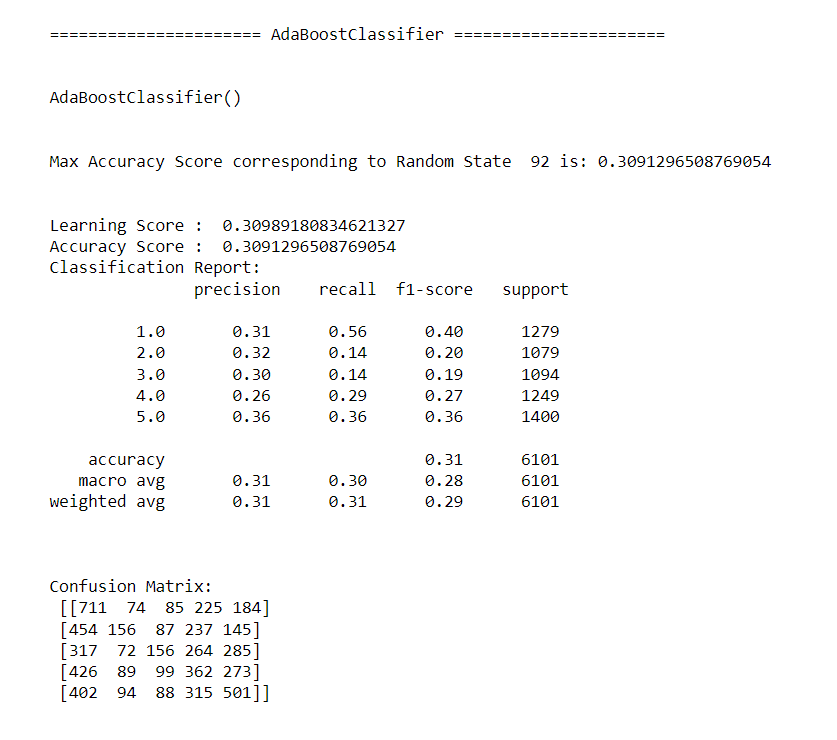 ====================== AdaBoostClassifier ======================
AdaBoostClassifier()
Max Accuracy Score corresponding to Random State  92 is: 0.3091296508769054
Learning Score :  0.30989180834621327
Accuracy Score :  0.3091296508769054
Classification Report:
              precision    recall  f1-score   support
         1.0       0.31      0.56      0.40      1279
         2.0       0.32      0.14      0.20      1079
         3.0       0.30      0.14      0.19      1094
         4.0       0.26      0.29      0.27      1249
         5.0       0.36      0.36      0.36      1400
    accuracy                           0.31      6101
   macro avg       0.31      0.30      0.28      6101
weighted avg       0.31      0.31      0.29      6101
Confusion Matrix:
 [[711  74  85 225 184]
 [454 156  87 237 145]
 [317  72 156 264 285]
 [426  89  99 362 273]
 [402  94  88 315 501]]